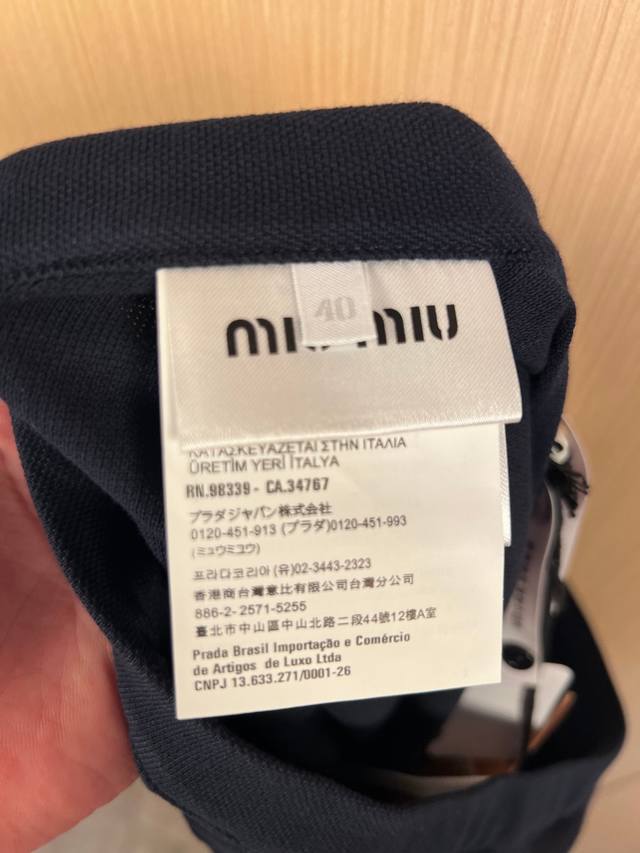 40
miu miu
ΚΑΤΑΣΚΕΥΑΖΕΤΑΙ ΣΤΗΝ ΙΤΑΛΙΑ
ÜRETİM YERİ İTALYA
RN.98339 - CA.34767
プラダジャパン株式会社
0120-451-913 (プラダ)0120-451-993
(ミュウミュウ)
프라다코리아 (유)02-3443-2323
香港商台灣意比有限公司台灣分公司
886-2-2571-5255
臺北市中山區中山北路二段44號12樓A室
Prada Brasil Importação e Comércio
de Artigos de Luxo Ltda
CNPJ 13.633.271/0001-26